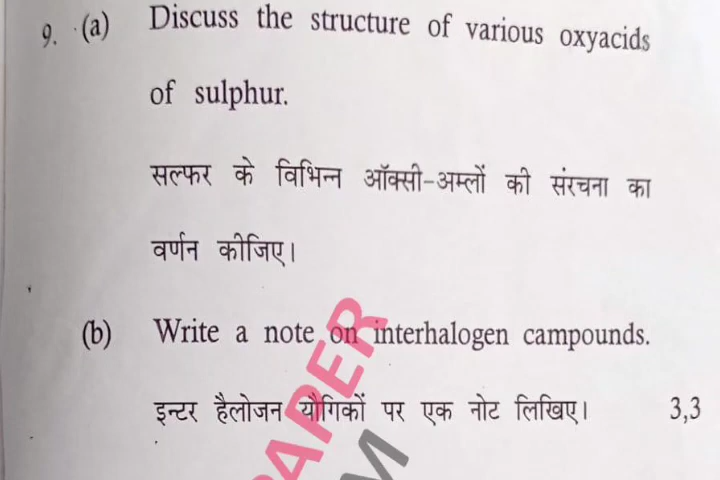 9. (a) Discuss the structure of various oxyacids
of sulphur.
सल्फर के विभिन्न ऑक्सी-अम्लों की संरचना का
वर्णन कीजिए।
(b) Write a note on interhalogen campounds.
इन्टर हैलोजन यौगिकों पर एक नोट लिखिए। 3,3
PAPER
M